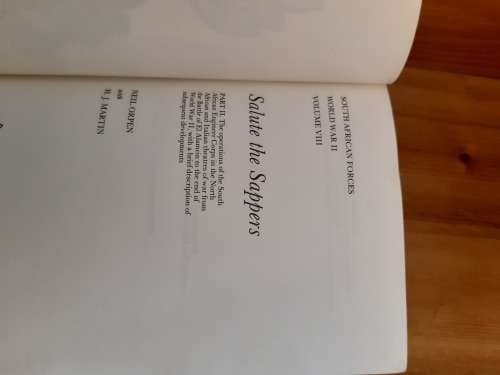 SOUTH AFRICAN FORCES
WORLD WAR II
VOLUME VIII
Salute the Sappers
PART II. The operations of the South
African Engineer Corps in the North
African and Italian theatres of war from
the Battle of El Alamein to the end of
World War II, with a brief description of
subsequent developments
NEIL ORPEN
with
H.J. MARTIN